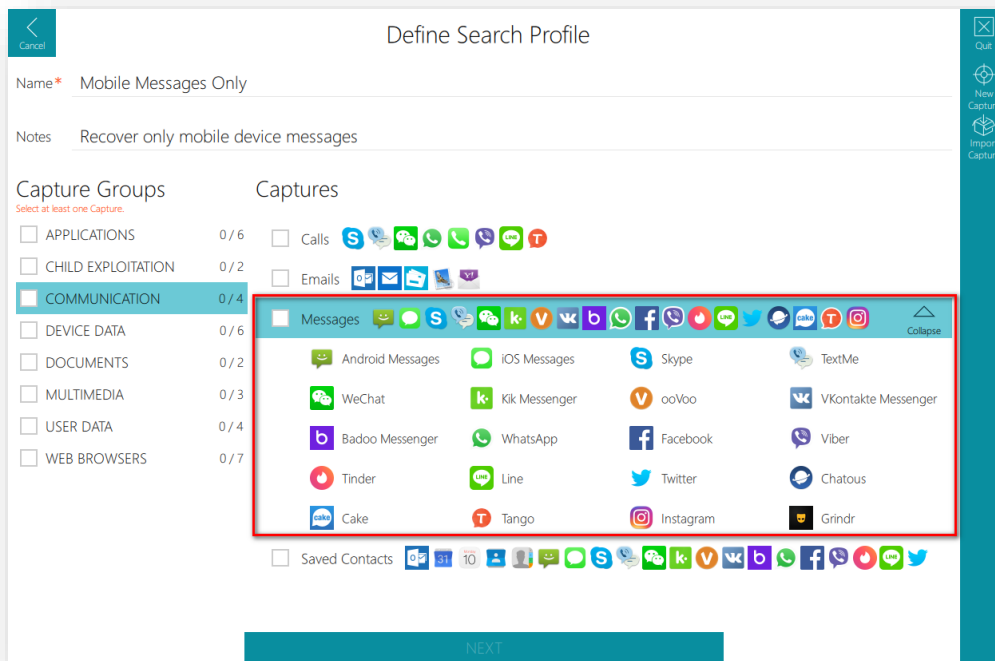 Cancel
Define Search Profile
Quit
Name* Mobile Messages Only
New
Captur
Notes Recover only mobile device messages
Impor
Captur
Capture Groups
Select at least one Capture.
Captures
APPLICATIONS 0 / 6
Calls
CHILD EXPLOITATION 0 / 2
Emails
COMMUNICATION 0 / 4
Messages
Collapse
DEVICE DATA 0 / 6
DOCUMENTS 0 / 2
MULTIMEDIA 0 / 3
USER DATA 0 / 4
WEB BROWSERS 0 / 7
Android Messages iOS Messages Skype TextMe
WeChat Kik Messenger ooVoo VKontakte Messenger
Badoo Messenger WhatsApp Facebook Viber
Tinder Line Twitter Chatous
Cake Tango Instagram Grindr
Saved Contacts
NEXT